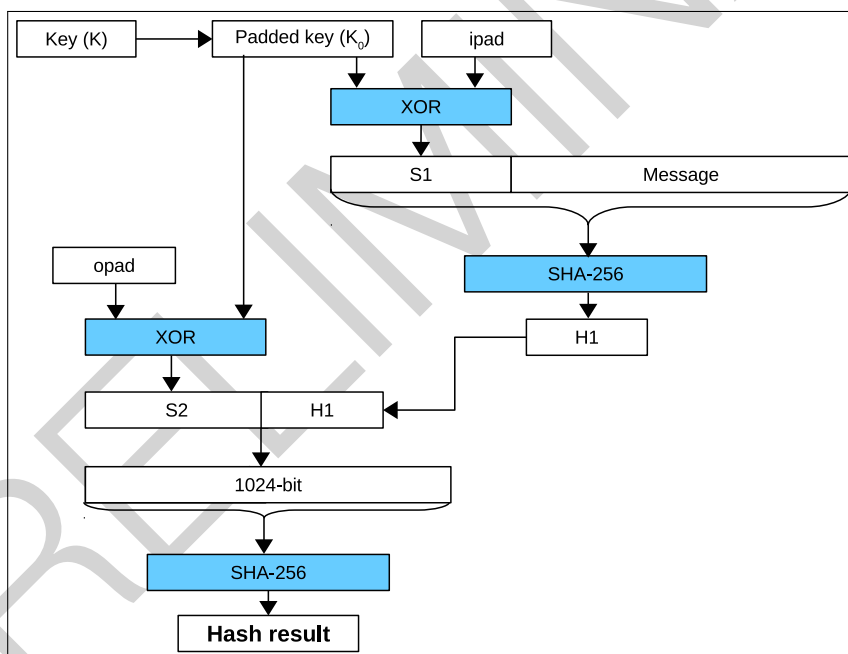 Key (K)
Padded key (K0)
ipad
XOR
S1
Message
SHA-256
H1
opad
XOR
S2
H1
1024-bit
SHA-256
Hash result
RELIMIN